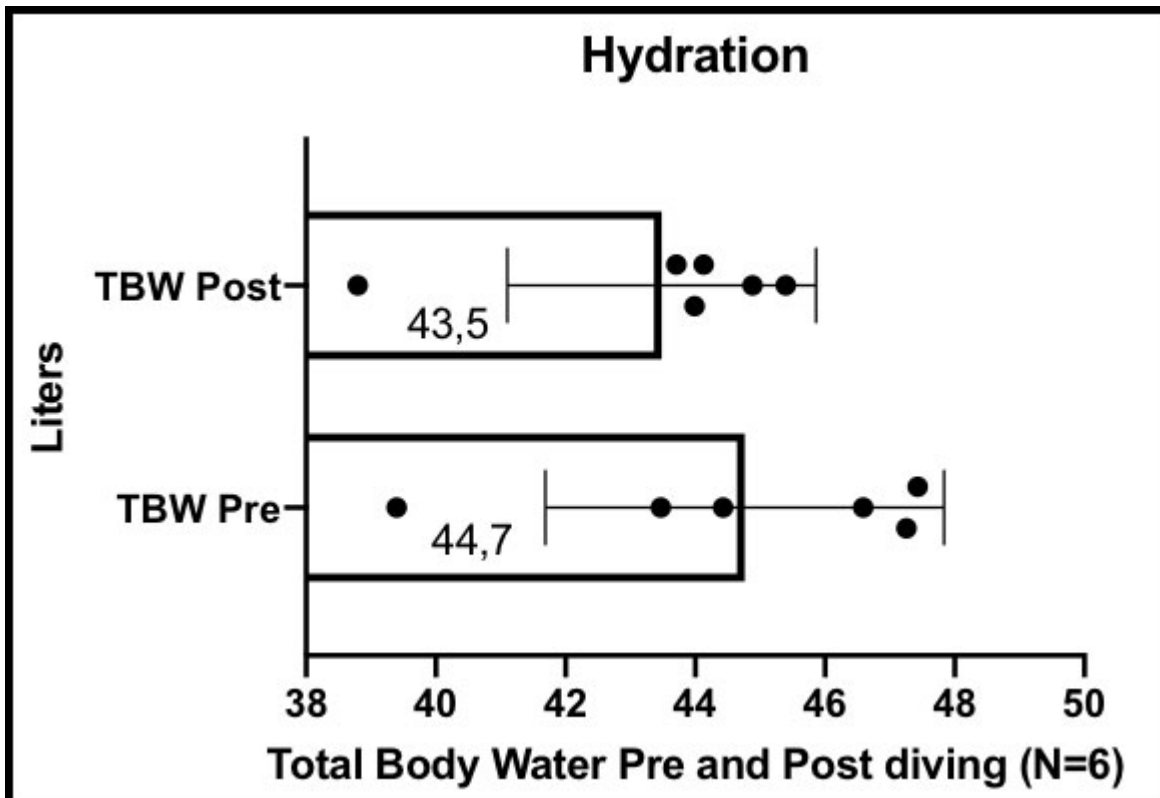 Hydration
Liters
TBW Post
43,5
TBW Pre
44,7
38 40 42 44 46 48 50
Total Body Water Pre and Post diving (N=6)